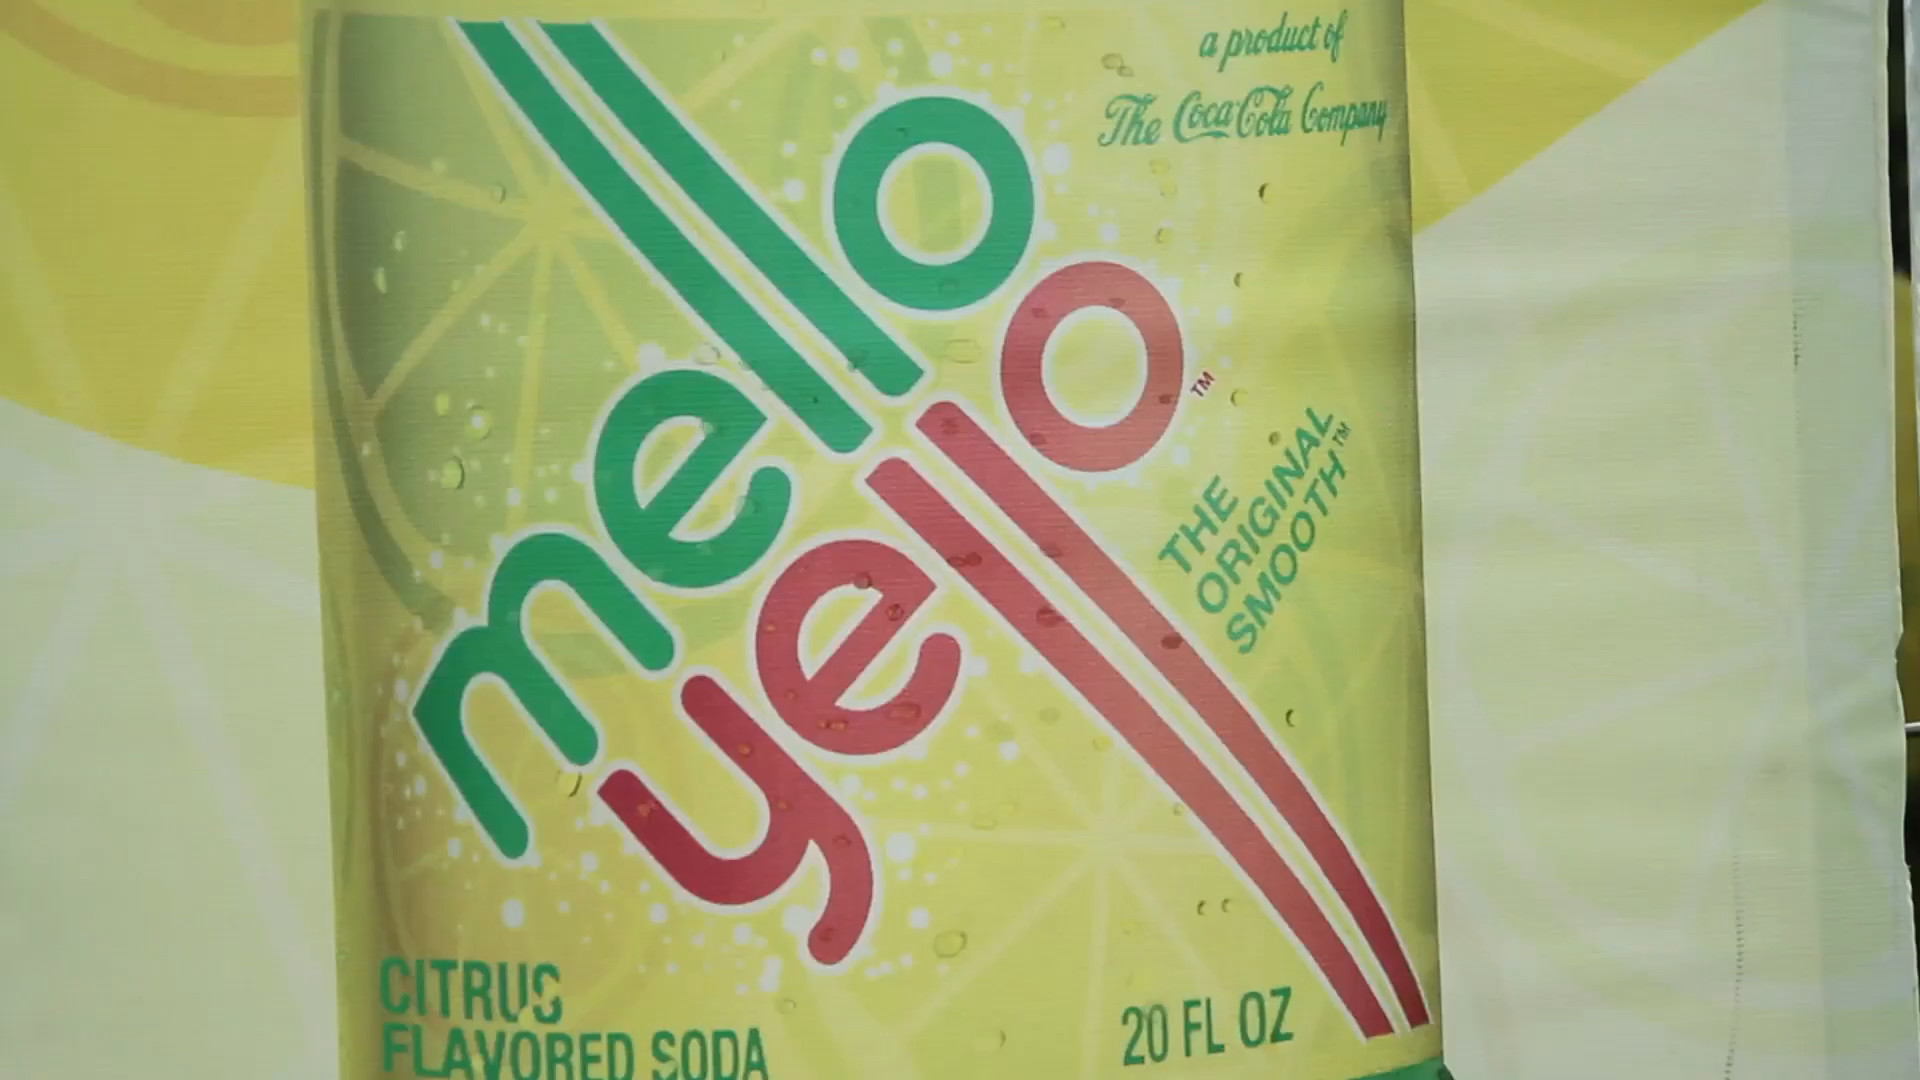 a product of
The Coca-Cola Company
mello
yello™
THE
ORIGINAL
SMOOTH™
CITRUS
FLAVORED SODA
20 FL OZ